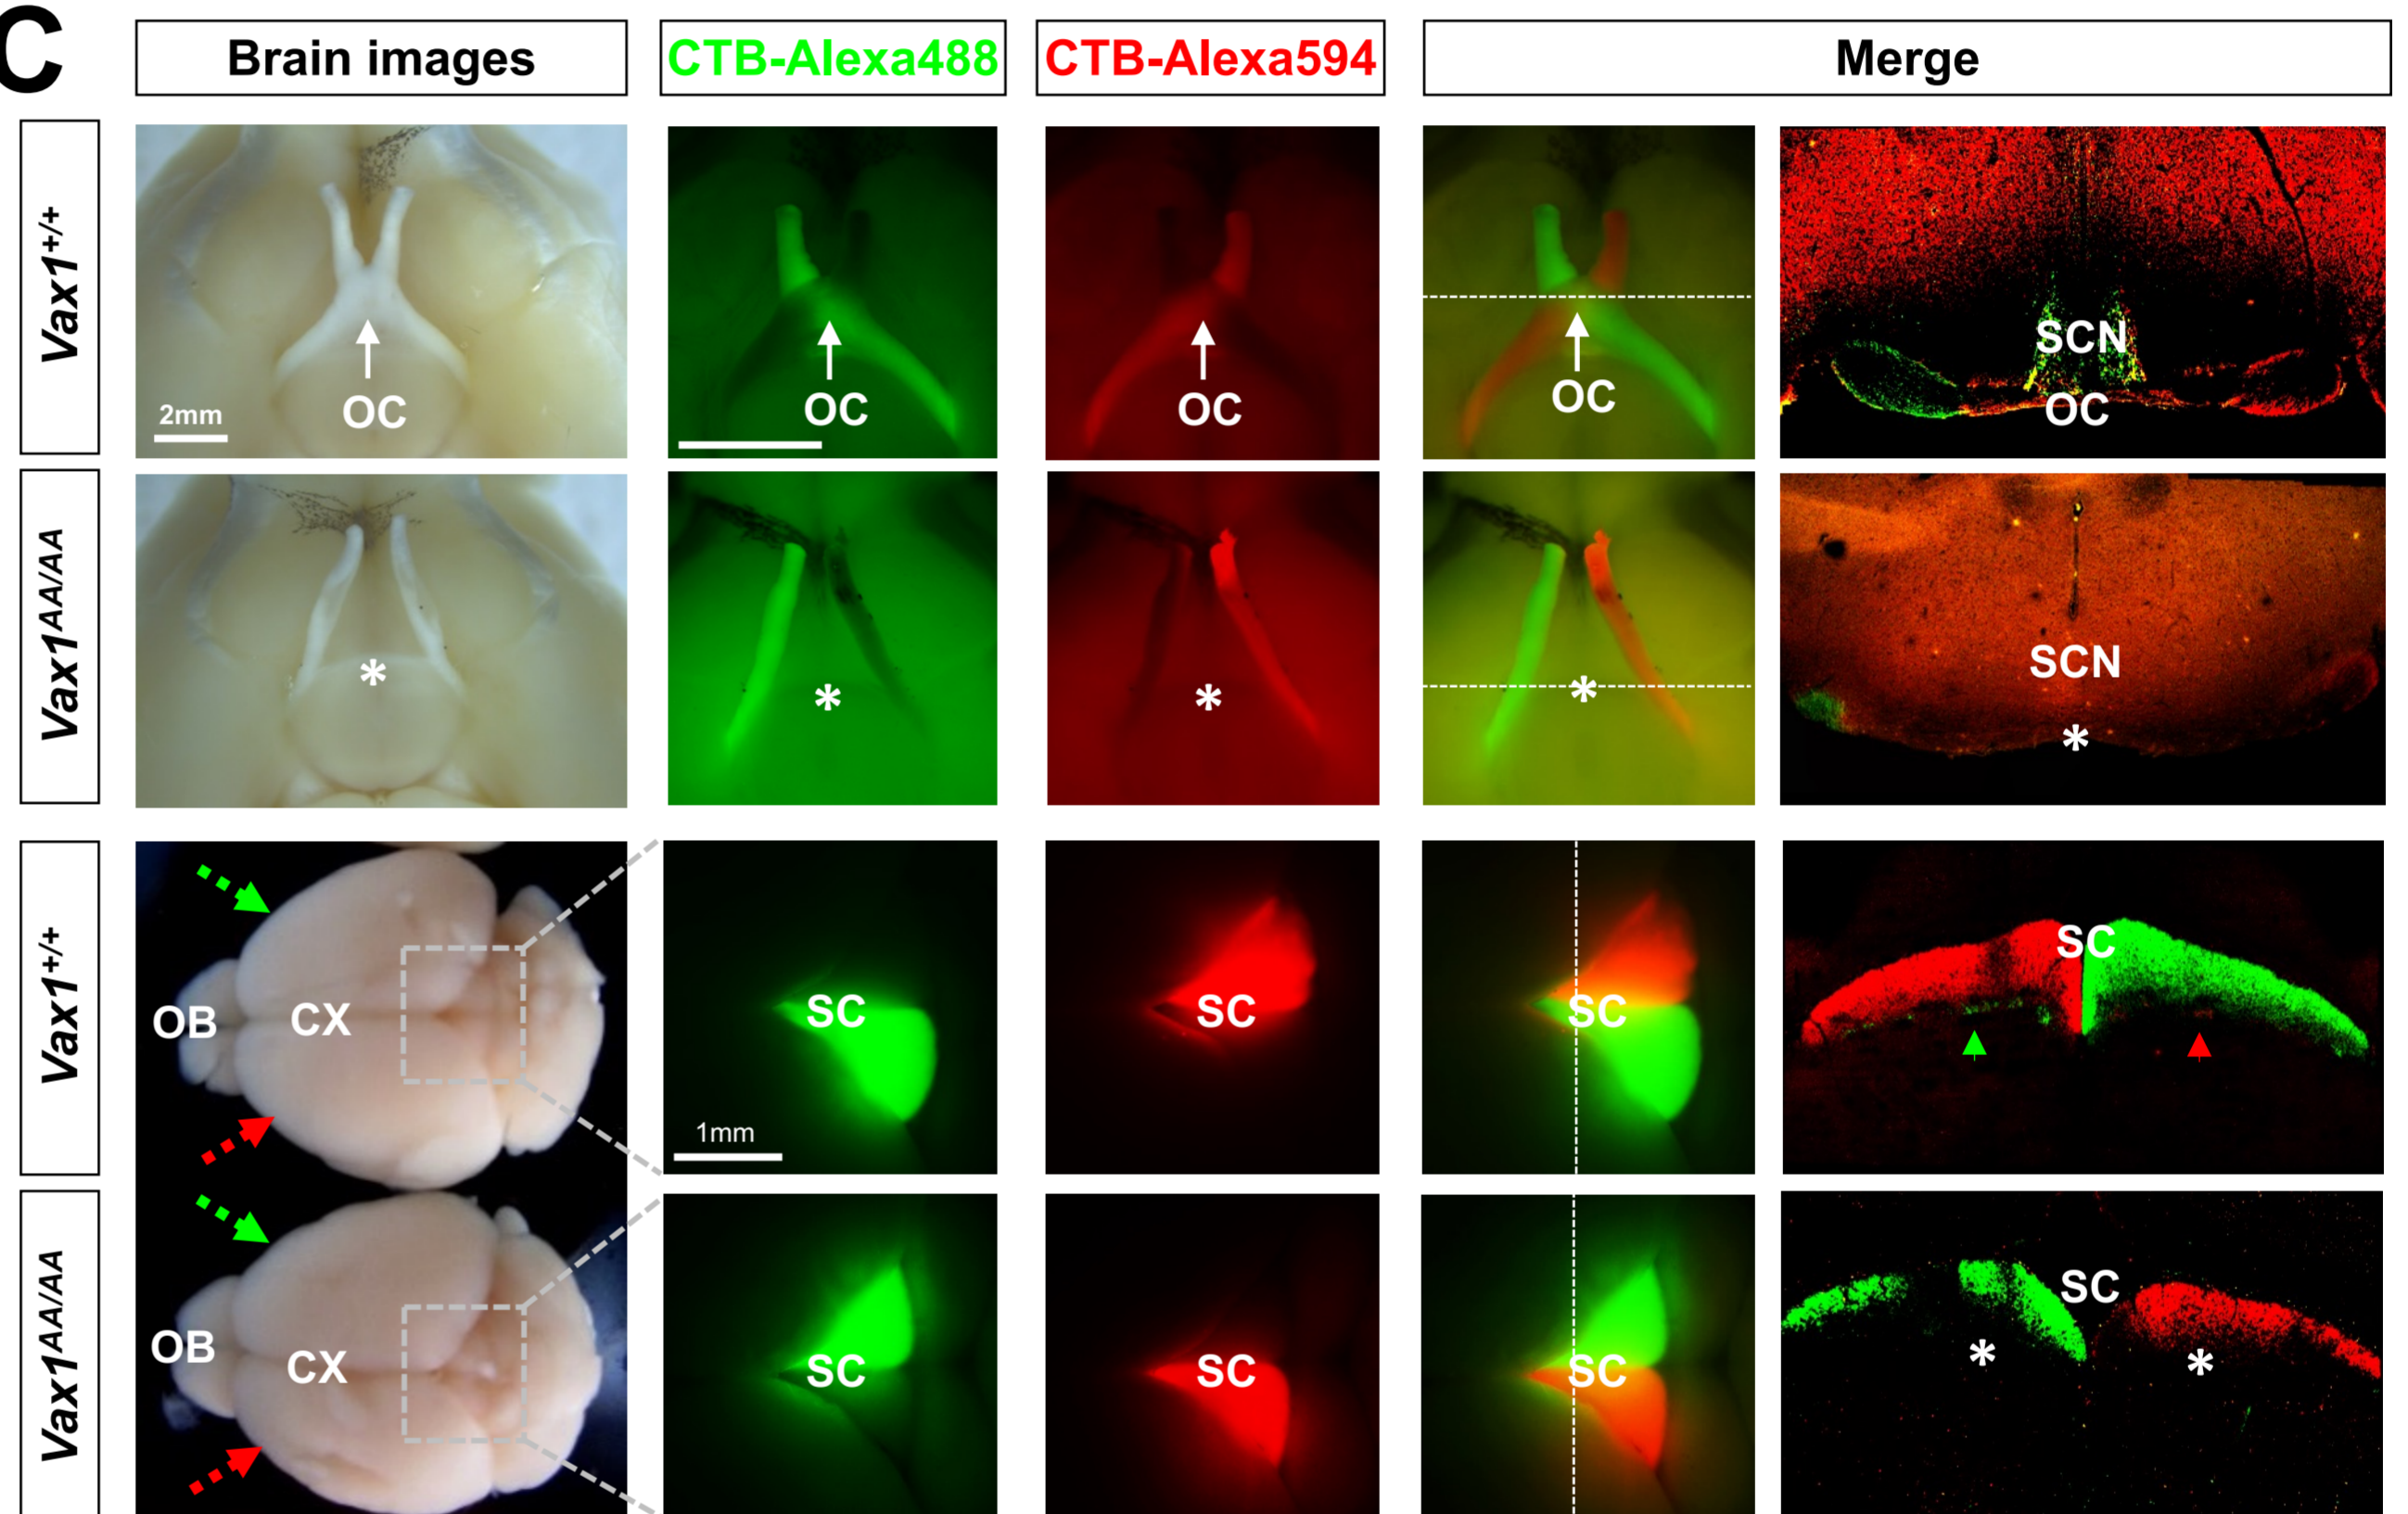 C
Brain images
CTB-Alexa488
CTB-Alexa594
Merge
Vax1+/+
2mm
OC
OC
OC
OC
SCN
OC
Vax1AA/AA
*
*
*
*
SCN
*
Vax1+/+
OB
CX
SC
1mm
SC
SC
SC
Vax1AA/AA
OB
CX
SC
SC
SC
SC
*
*